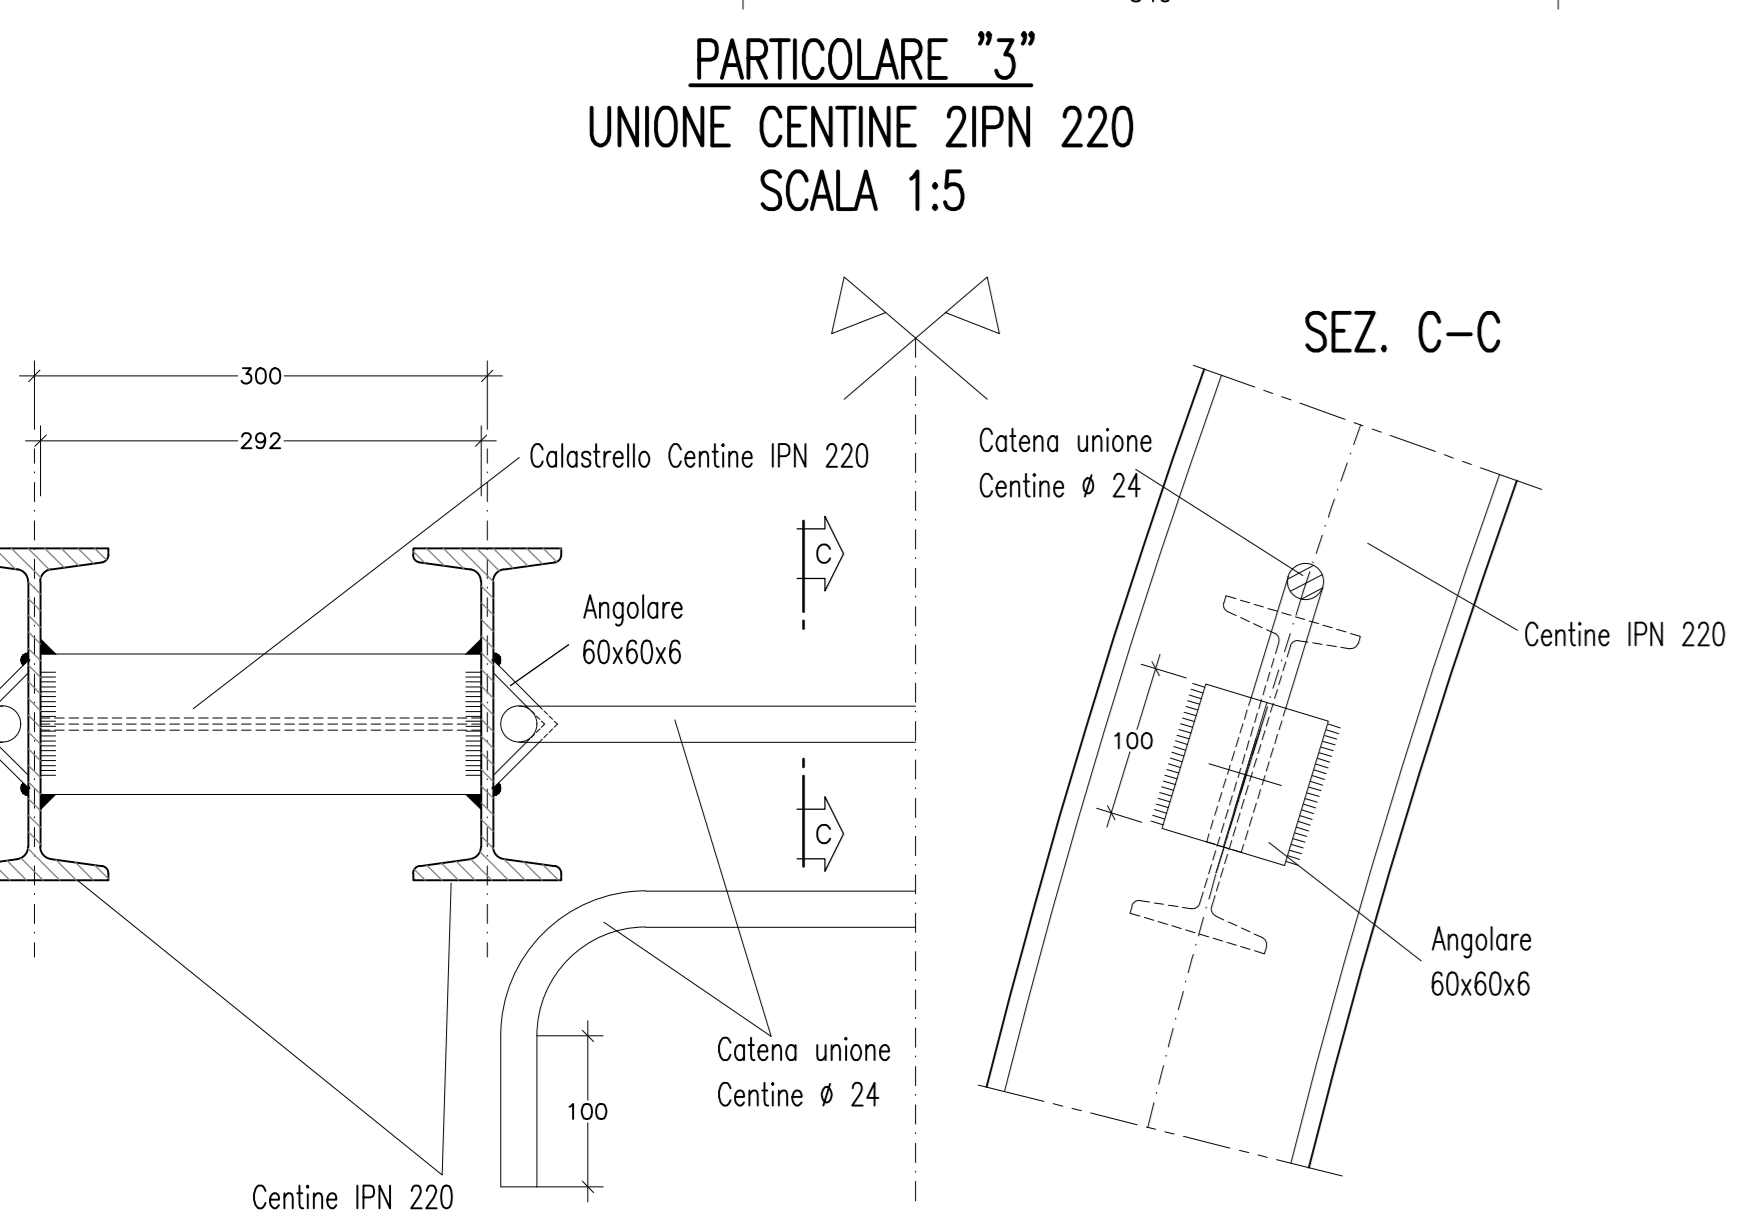 PARTICOLARE "3"
UNIONE CENTINE 2IPN 220
SCALA 1:5
SEZ. C-C
300
292
Calastrello Centine IPN 220
Catena unione
Centine ø 24
C
Angolare
60x60x6
Centine IPN 220
100
C
Angolare
60x60x6
Catena unione
Centine ø 24
100
Centine IPN 220